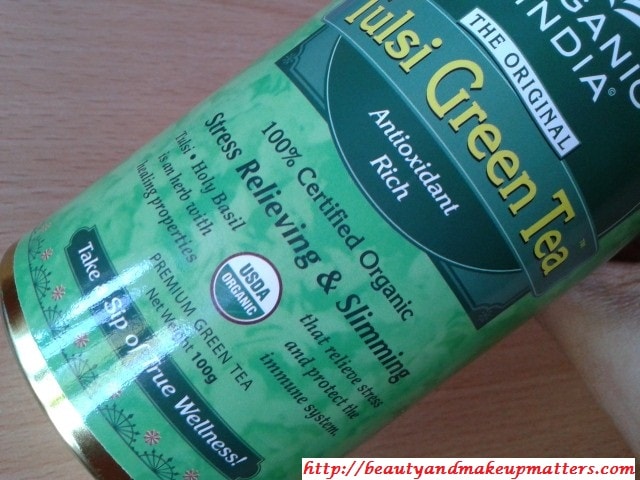 ORGANIC
INDIA©
THE ORIGINAL
Tulsi Green Tea
Antioxidant
Rich
100% Certified Organic
Stress Relieving & Slimming
Tulsi • Holy Basil
is an herb with
healing properties
that relieve stress
and protect the
immune system.
USDA
ORGANIC
PREMIUM GREEN TEA
Net Weight 100g
Take a Sip of True Wellness!
http://beautyandmakeupmatters.com/